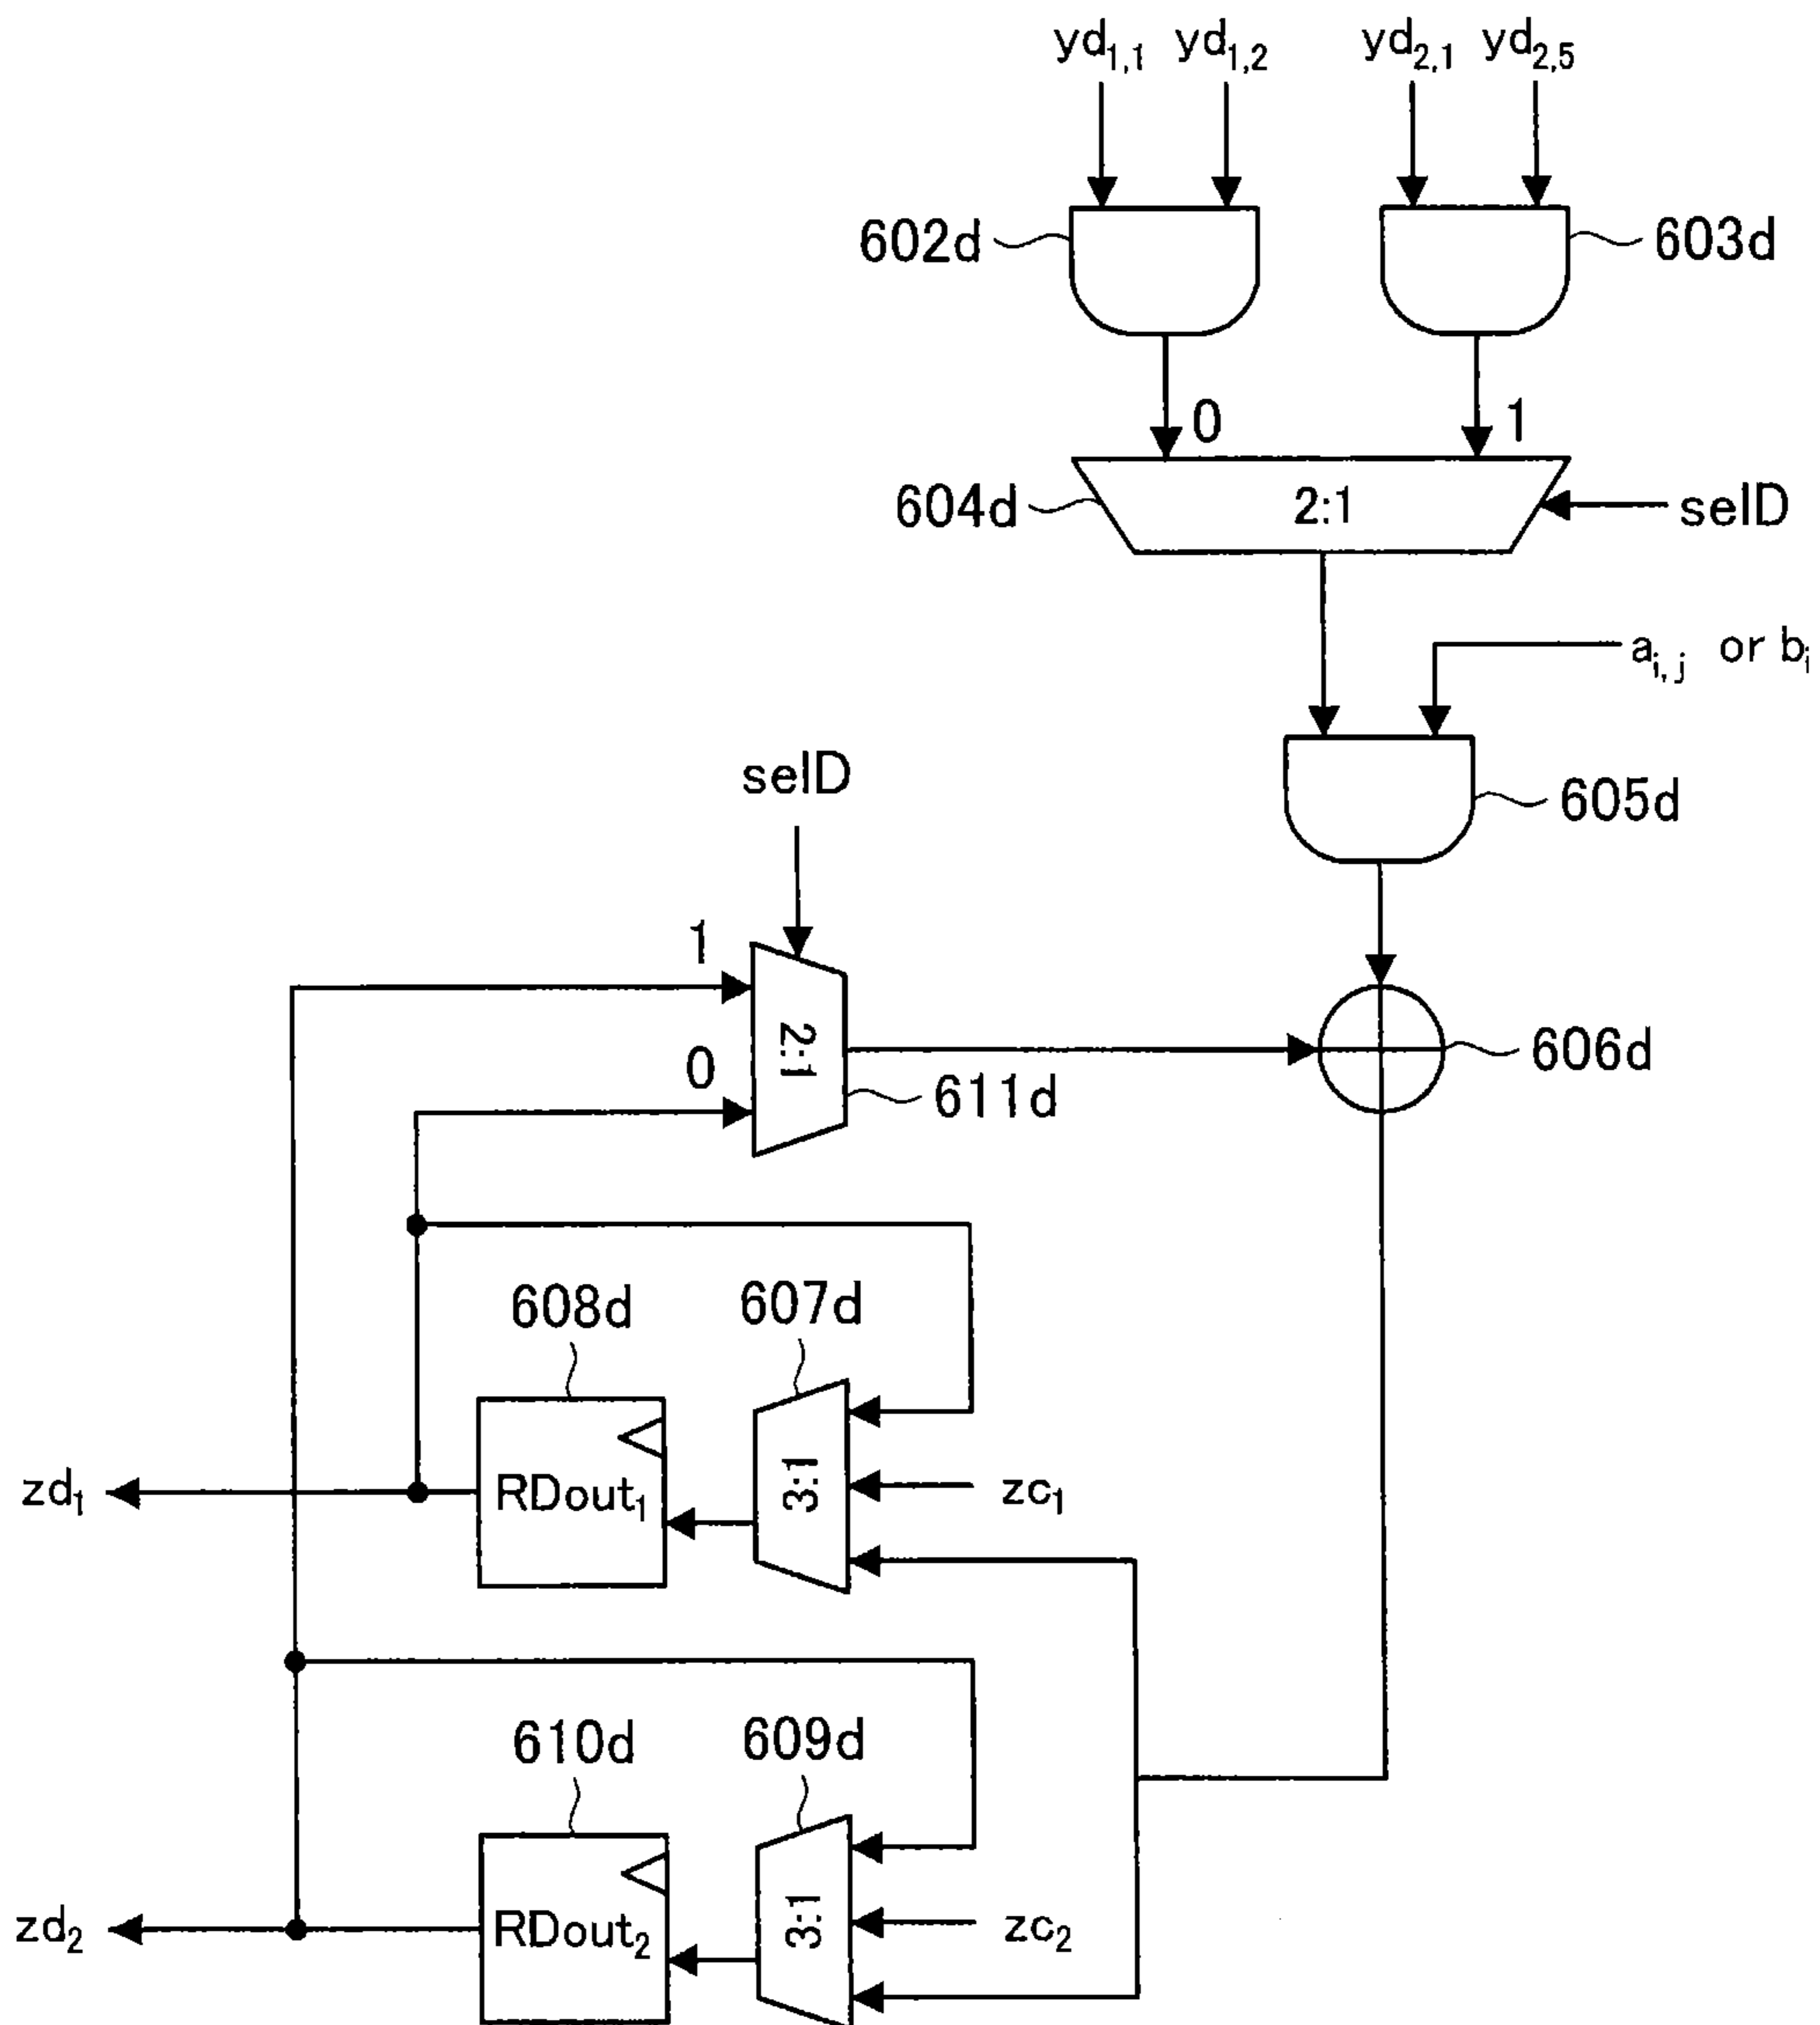 yd1,1 yd1,2 yd2,1 yd2,5
602d
603d
0
1
604d
2:1
selD
ai,j or bi
605d
selD
1
0
2:1
611d
606d
608d
607d
zd1
RDout1
3:1
zc1
610d
609d
zd2
RDout2
3:1
zc2